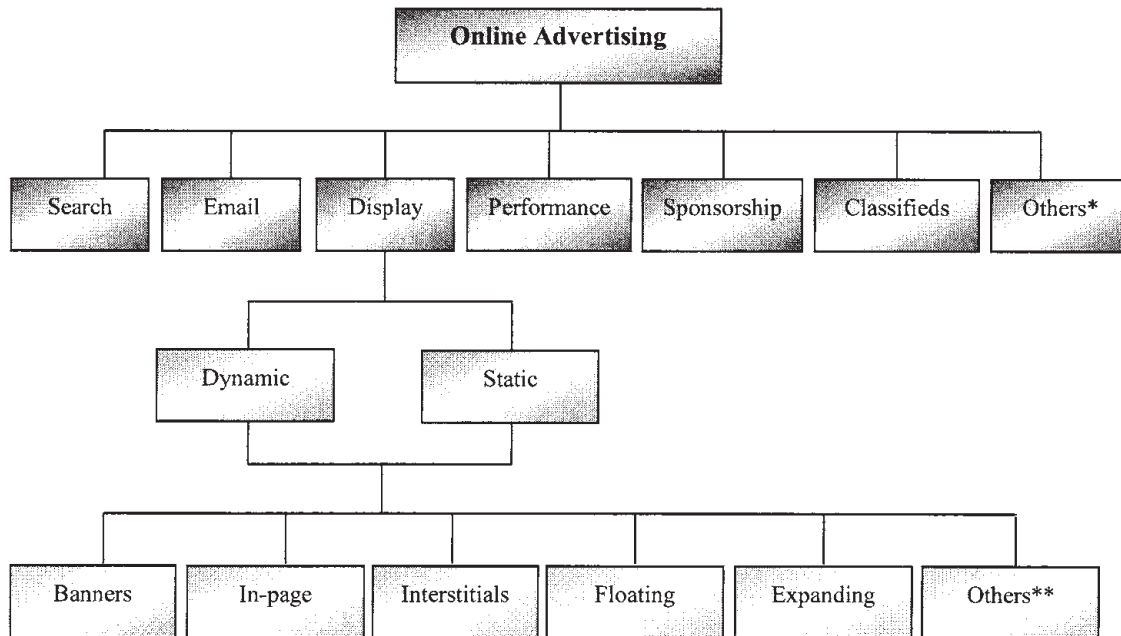 Online Advertising
Search Email Display Performance Sponsorship Classifieds Others*
Dynamic Static
Banners In-page Interstitials Floating Expanding Others**